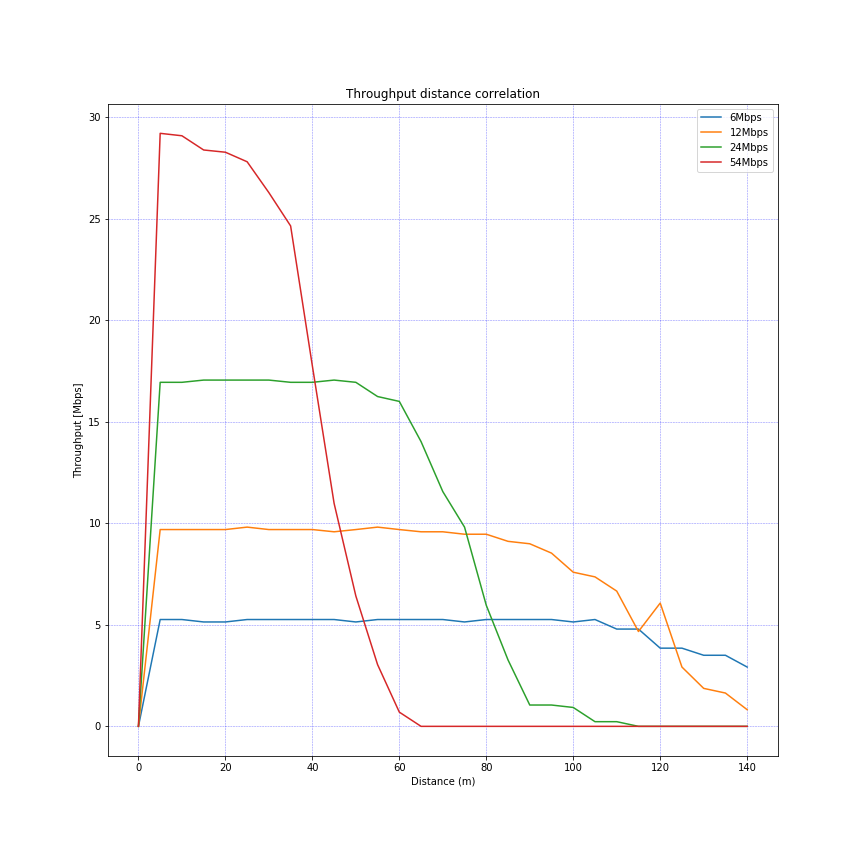 Throughput distance correlation
30
25
20
15
10
5
0
Throughput [Mbps]
6Mbps
12Mbps
24Mbps
54Mbps
0 20 40 60 80 100 120 140
Distance (m)